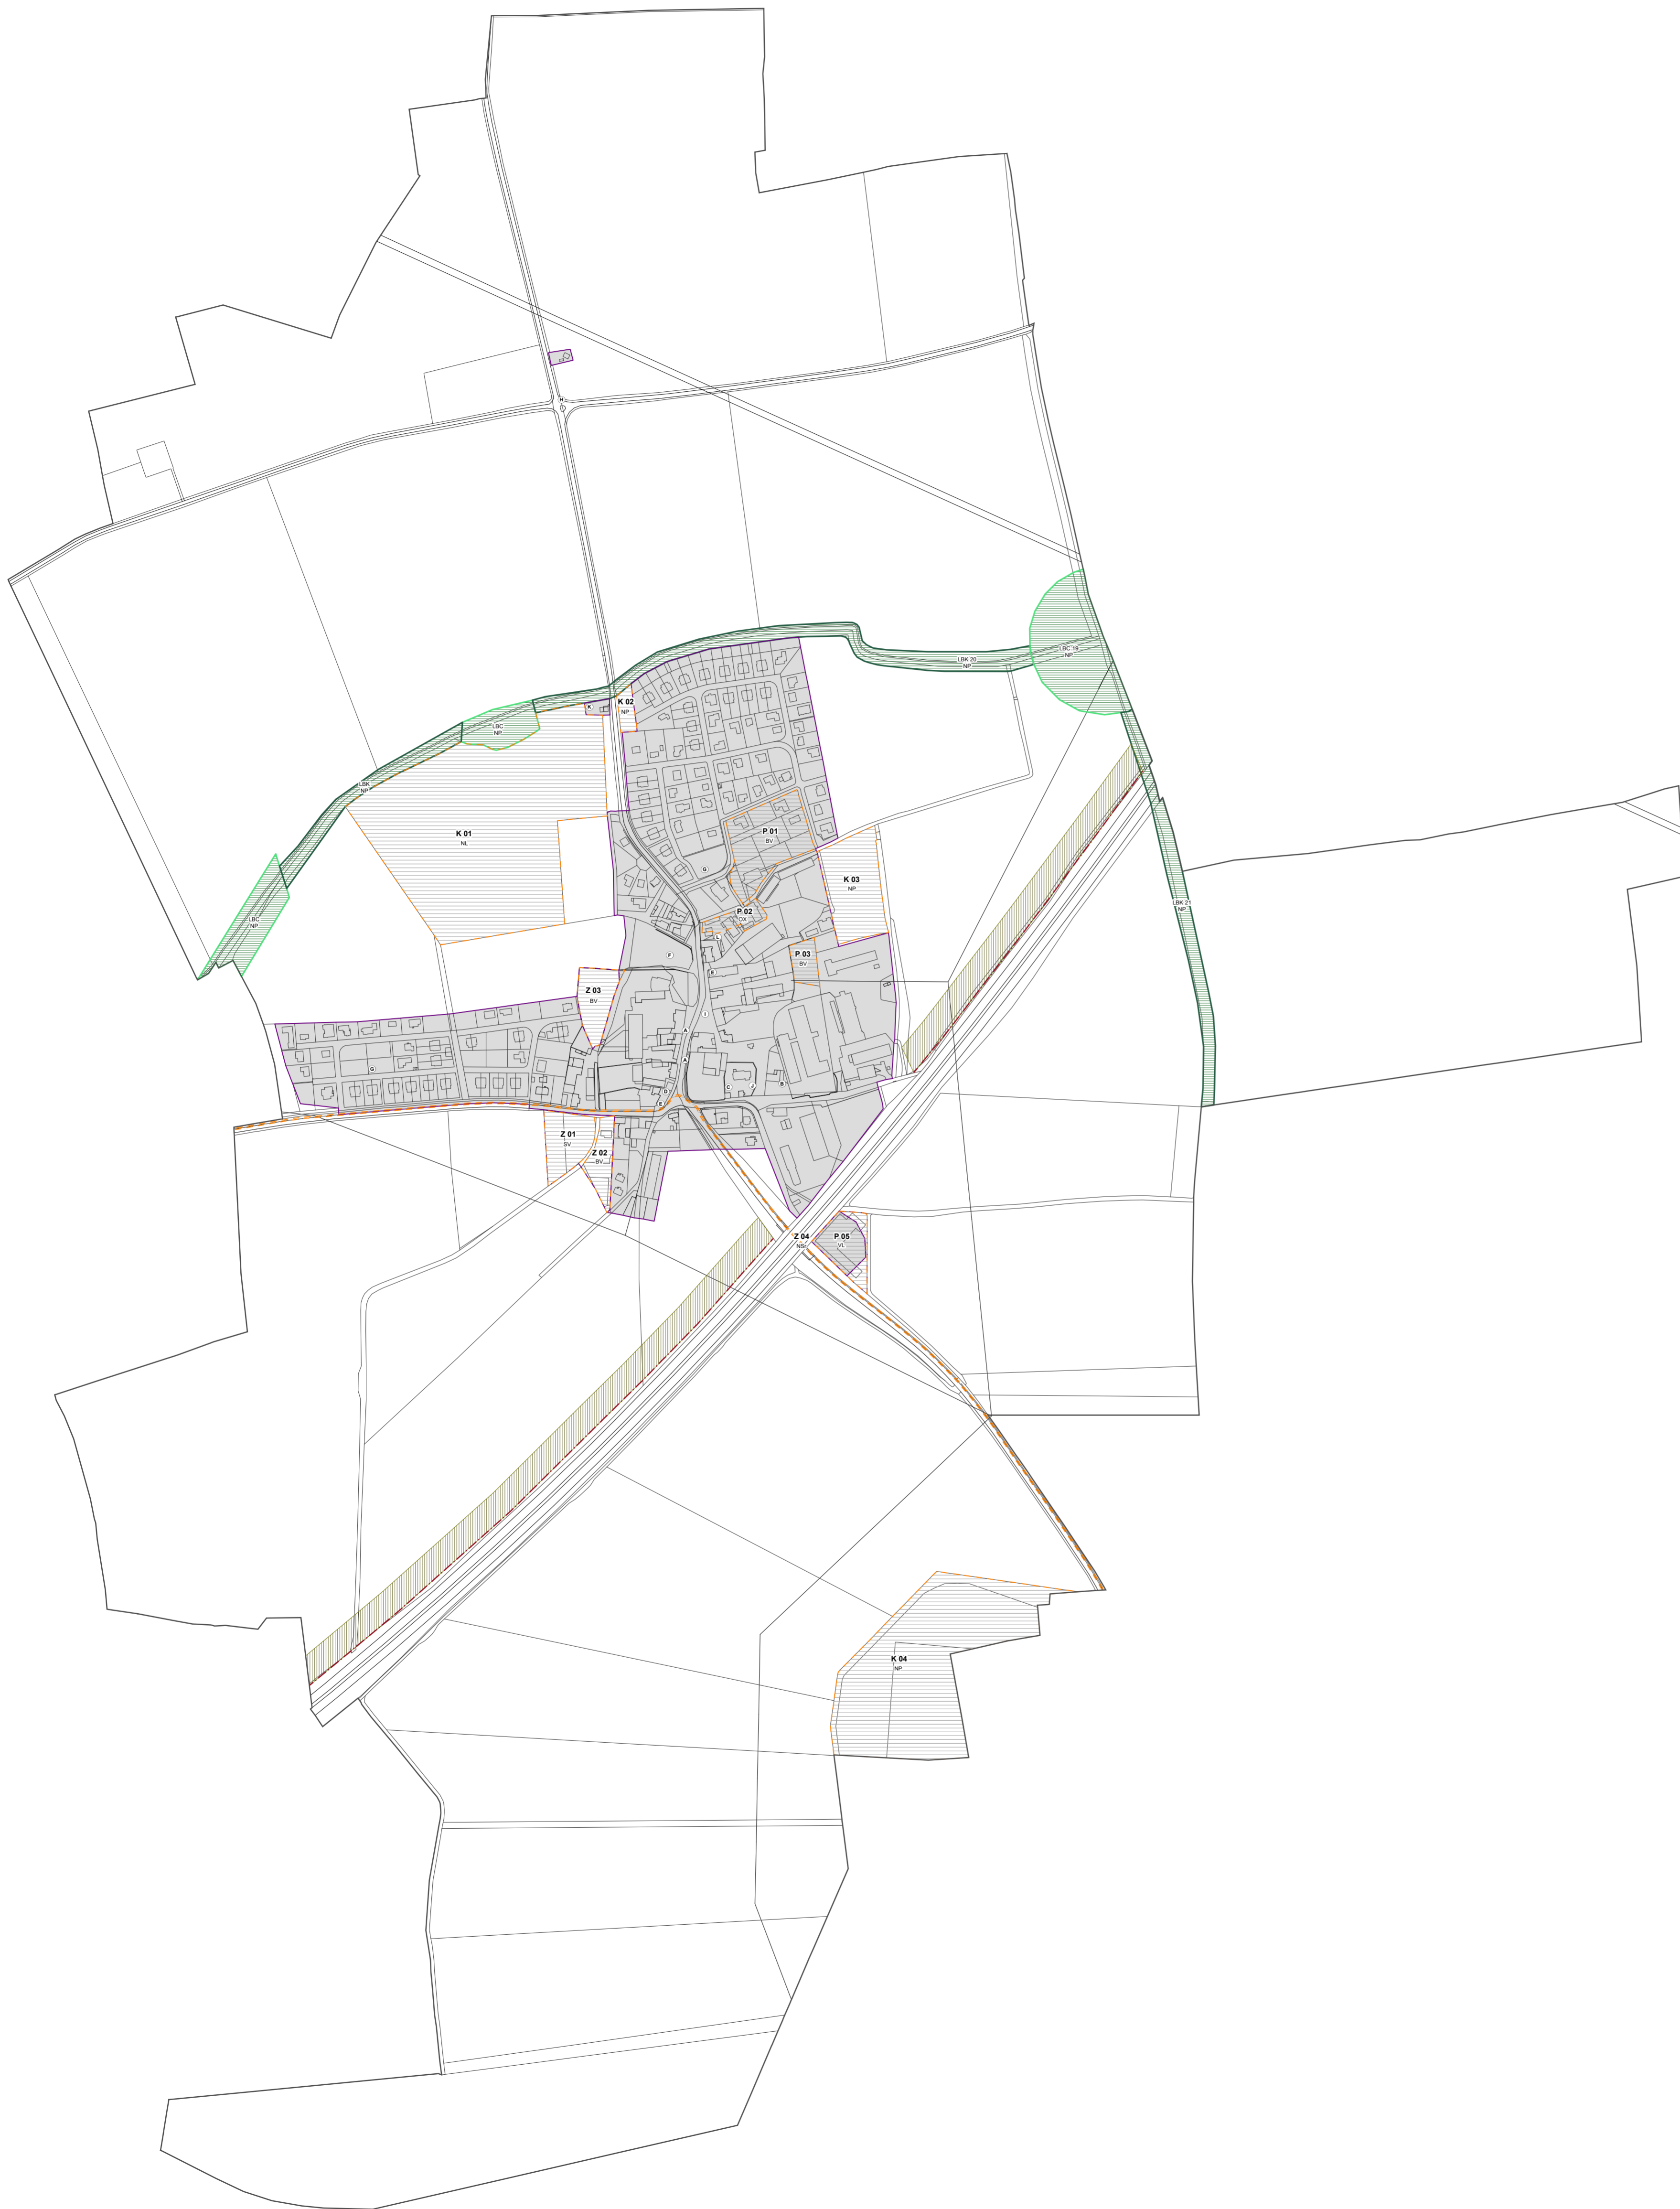 H
LBC 19
NP
LBK 20
NP
K
K 02
NP
LBC
NP
LBK
NP
K 01
NL
P 01
BV
G
K 03
NP
LBC
NP
LBK 21
NP
P 02
OX
L
F
P 03
BV
E
Z 03
BV
I
A
A
G
B
C
J
D
E
Z 01
SV
Z 02
BV
Z 04
NSI
P 05
VL
K 04
NP